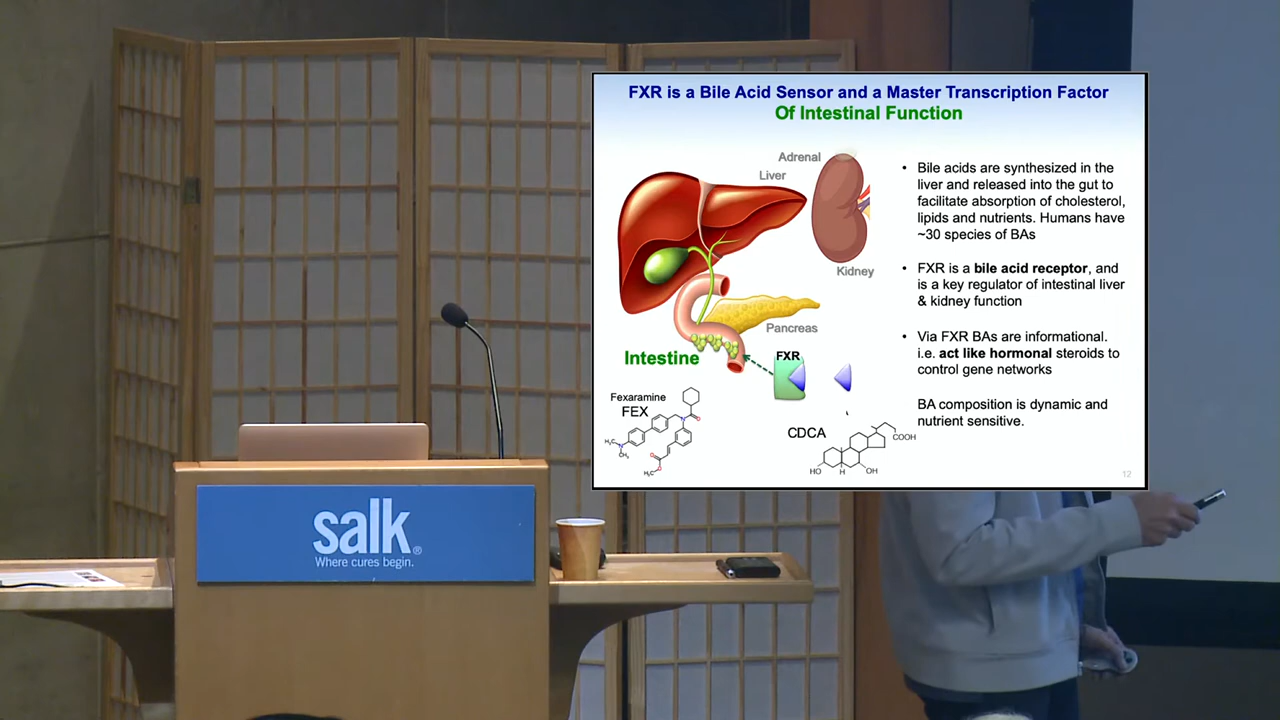 FXR is a Bile Acid Sensor and a Master Transcription Factor
Of Intestinal Function
Adrenal
Liver
Kidney
Pancreas
Intestine
FXR
Fexaramine
FEX
H₃C
N
CH₃
N
O
O
O
H₃C
CDCA
COOH
HO
H
OH
• Bile acids are synthesized in the
liver and released into the gut to
facilitate absorption of cholesterol,
lipids and nutrients. Humans have
~30 species of BAs
• FXR is a bile acid receptor, and
is a key regulator of intestinal liver
& kidney function
• Via FXR BAs are informational.
i.e. act like hormonal steroids to
control gene networks
BA composition is dynamic and
nutrient sensitive.
12
salk®
Where cures begin.